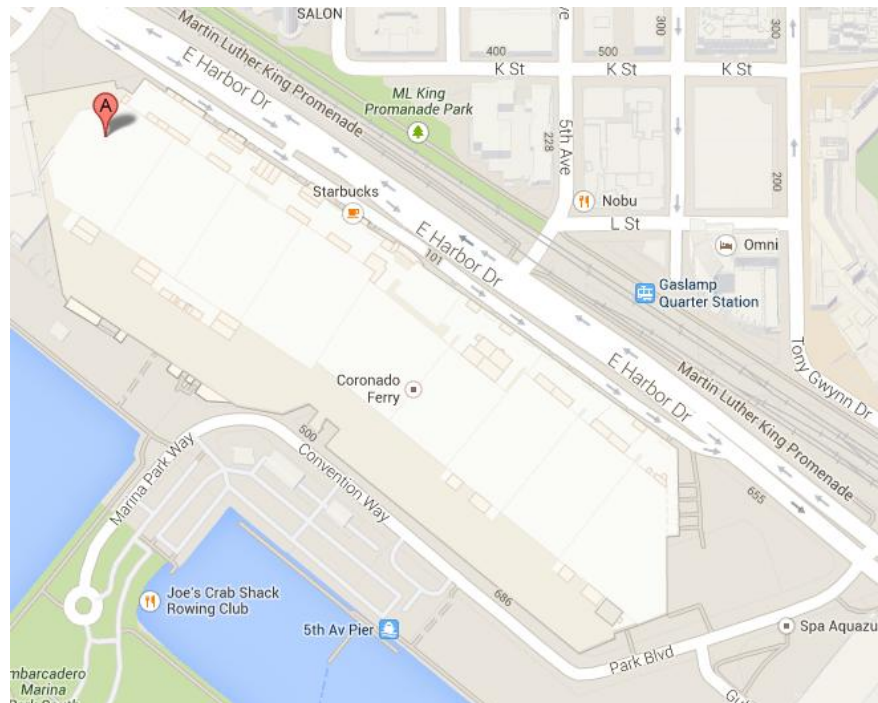 SALON
Martin Luther King Promenade
E Harbor Dr
ML King
Promanade Park
400
K St
500
K St
5th Ave
ve
300
300
228
200
A
Starbucks
Nobu
L St
Omni
101
E Harbor Dr
Gaslamp
Quarter Station
Tony Gwynn Dr
E Harbor Dr
Martin Luther King Promenade
Coronado
Ferry
500
Convention Way
Marina Park Way
655
686
Joe's Crab Shack
Rowing Club
5th Av Pier
Spa Aquazu
Park Blvd
mbarcadero
Marina